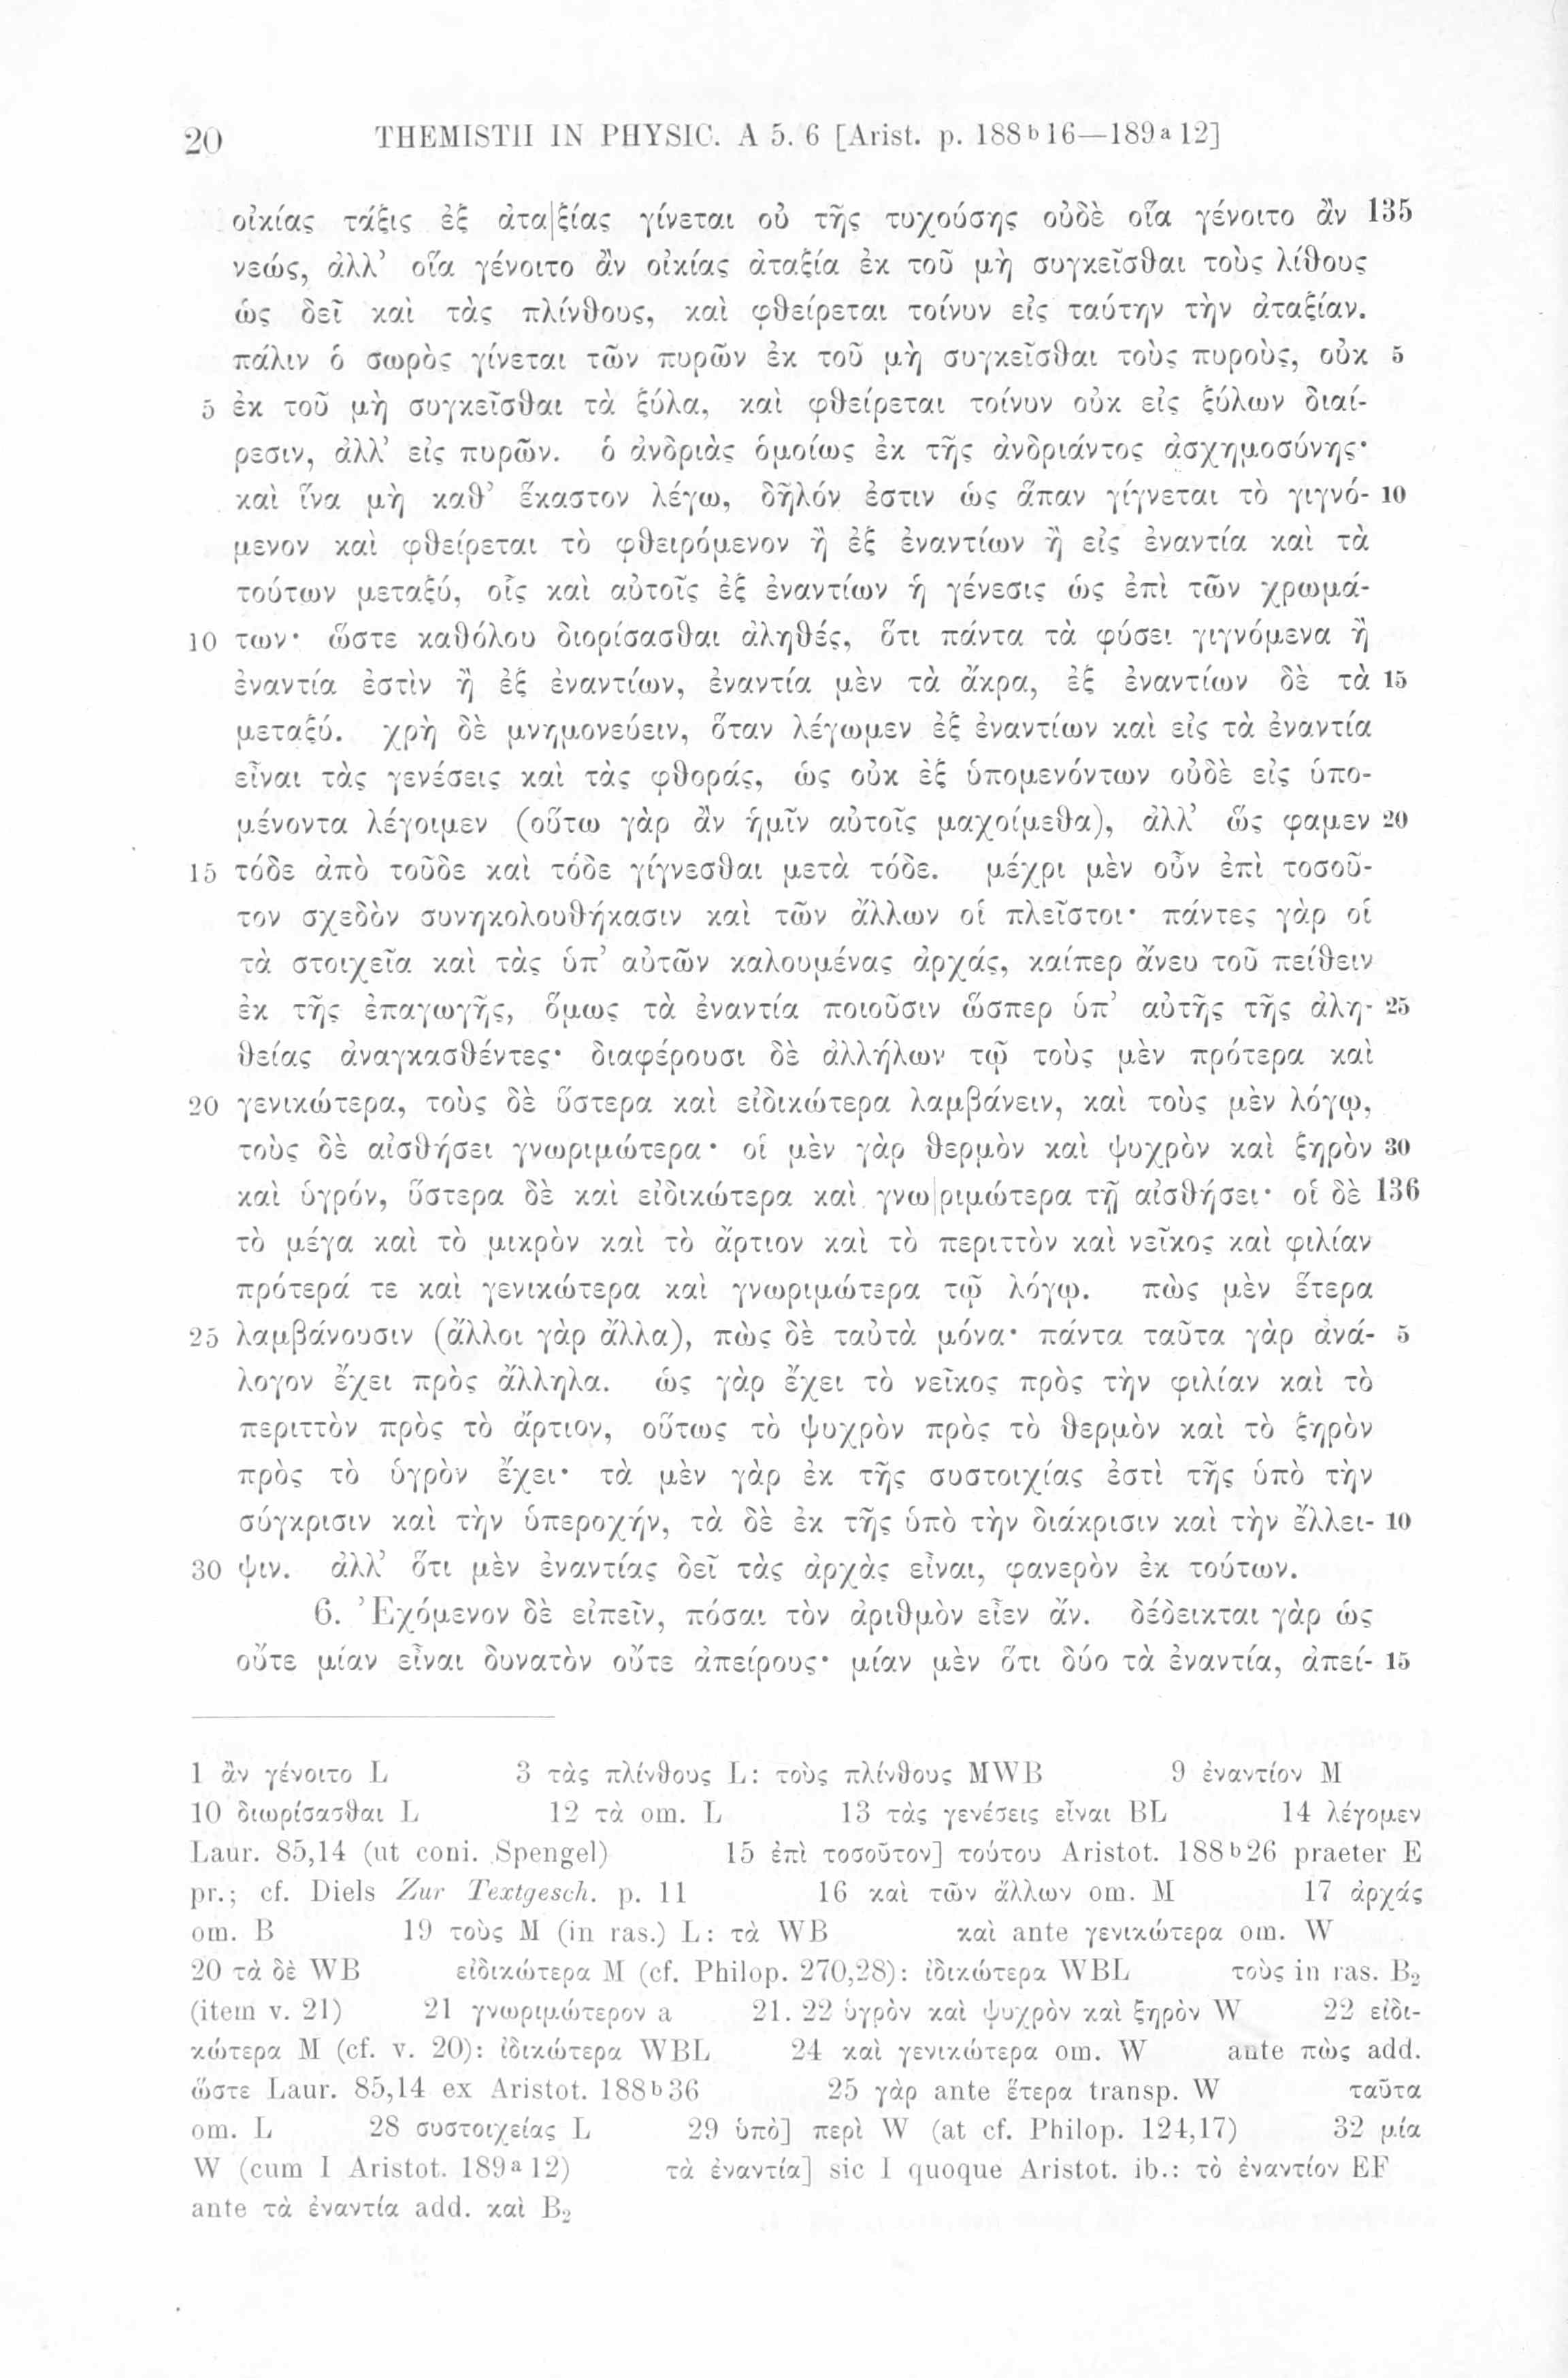 20 THEMISTII IN PHYSIC. A 5. 6 [Arist. p. 188 b 16—189 a 12]
οἰκίας τάξις ἐξ ἀτα|ξίας γίνεται οὐ τῆς τυχούσης οὐδὲ οἵα γένοιτο ἂν 135
νεώς, ἀλλ’ οἵα γένοιτο ἂν οἰκίας ἀταξία ἐκ τοῦ μὴ συγκεῖσθαι τοὺς λίθους
ὡς δεῖ καὶ τὰς πλίνθους, καὶ φθείρεται τοίνυν εἰς ταύτην τὴν ἀταξίαν.
πάλιν ὁ σωρὸς γίνεται τῶν πυρῶν ἐκ τοῦ μὴ συγκεῖσθαι τοὺς πυρούς, οὐκ 5
5 ἐκ τοῦ μὴ συγκεῖσθαι τὰ ξύλα, καὶ φθείρεται τοίνυν οὐκ εἰς ξύλων διαί-
ρεσιν, ἀλλ’ εἰς πυρῶν. ὁ ἀνδριὰς ὁμοίως ἐκ τῆς ἀνδριάντος ἀσχημοσύνης·
καὶ ἵνα μὴ καθ’ ἕκαστον λέγω, δῆλόν ἐστιν ὡς ἅπαν γίγνεται τὸ γιγνό- 10
μενον καὶ φθείρεται τὸ φθειρόμενον ἢ ἐξ ἐναντίων ἢ εἰς ἐναντία καὶ τὰ
τούτων μεταξύ, οἷς καὶ αὐτοῖς ἐξ ἐναντίων ἡ γένεσις ὡς ἐπὶ τῶν χρωμά-
10 των· ὥστε καθόλου διορίσασθαι ἀληθές, ὅτι πάντα τὰ φύσει γιγνόμενα ἢ
ἐναντία ἐστὶν ἢ ἐξ ἐναντίων, ἐναντία μὲν τὰ ἄκρα, ἐξ ἐναντίων δὲ τὰ 15
μεταξύ. χρὴ δὲ μνημονεύειν, ὅταν λέγωμεν ἐξ ἐναντίων καὶ εἰς τὰ ἐναντία
εἶναι τὰς γενέσεις καὶ τὰς φθοράς, ὡς οὐκ ἐξ ὑπομενόντων οὐδὲ εἰς ὑπο-
μένοντα λέγοιμεν (οὕτω γὰρ ἂν ἡμῖν αὐτοῖς μαχοίμεθα), ἀλλ’ ὥς φαμεν 20
15 τόδε ἀπὸ τοῦδε καὶ τόδε γίγνεσθαι μετὰ τόδε. μέχρι μὲν οὖν ἐπὶ τοσοῦ-
τον σχεδὸν συνηκολουθήκασιν καὶ τῶν ἄλλων οἱ πλεῖστοι· πάντες γὰρ οἱ
τὰ στοιχεῖα καὶ τὰς ὑπ’ αὐτῶν καλουμένας ἀρχάς, καίπερ ἄνευ τοῦ πείθειν
ἐκ τῆς ἐπαγωγῆς, ὅμως τὰ ἐναντία ποιοῦσιν ὥσπερ ὑπ’ αὐτῆς τῆς ἀλη- 25
θείας ἀναγκασθέντες· διαφέρουσι δὲ ἀλλήλων τῷ τοὺς μὲν πρότερα καὶ
20 γενικώτερα, τοὺς δὲ ὕστερα καὶ εἰδικώτερα λαμβάνειν, καὶ τοὺς μὲν λόγῳ,
τοὺς δὲ αἰσθήσει γνωριμώτερα· οἱ μὲν γὰρ θερμὸν καὶ ψυχρὸν καὶ ξηρὸν 30
καὶ ὑγρόν, ὕστερα δὲ καὶ εἰδικώτερα καὶ γνω|ριμώτερα τῇ αἰσθήσει· οἱ δὲ 136
τὸ μέγα καὶ τὸ μικρὸν καὶ τὸ ἄρτιον καὶ τὸ περιττὸν καὶ νεῖκος καὶ φιλίαν
πρότερά τε καὶ γενικώτερα καὶ γνωριμώτερα τῷ λόγῳ. πὼς μὲν ἕτερα
25 λαμβάνουσιν (ἄλλοι γὰρ ἄλλα), πὼς δὲ ταὐτὰ μόνα· πάντα ταῦτα γὰρ ἀνά- 5
λογον ἔχει πρὸς ἄλληλα. ὡς γὰρ ἔχει τὸ νεῖκος πρὸς τὴν φιλίαν καὶ τὸ
περιττὸν πρὸς τὸ ἄρτιον, οὕτως τὸ ψυχρὸν πρὸς τὸ θερμὸν καὶ τὸ ξηρὸν
πρὸς τὸ ὑγρὸν ἔχει· τὰ μὲν γὰρ ἐκ τῆς συστοιχίας ἐστὶ τῆς ὑπὸ τὴν
σύγκρισιν καὶ τὴν ὑπεροχήν, τὰ δὲ ἐκ τῆς ὑπὸ τὴν διάκρισιν καὶ τὴν ἔλλει- 10
30 ψιν. ἀλλ’ ὅτι μὲν ἐναντίας δεῖ τὰς ἀρχὰς εἶναι, φανερὸν ἐκ τούτων.
6. Ἐχόμενον δὲ εἰπεῖν, πόσαι τὸν ἀριθμὸν εἶεν ἄν. δέδεικται γὰρ ὡς
οὔτε μίαν εἶναι δυνατὸν οὔτε ἀπείρους· μίαν μὲν ὅτι δύο τὰ ἐναντία, ἀπεί- 15
1 ἂν γένοιτο L 3 τὰς πλίνθους L: τοὺς πλίνθους MWB 9 ἐναντίον M
10 διωρίσασθαι L 12 τὰ om. L 13 τὰς γενέσεις εἶναι BL 14 λέγομεν
Laur. 85,14 (ut coni. Spengel) 15 ἐπὶ τοσοῦτον] τούτου Aristot. 188 b 26 praeter E
pr.; cf. Diels Zur Textgesch. p. 11 16 καὶ τῶν ἄλλων om. M 17 ἀρχάς
om. B 19 τοὺς M (in ras.) L: τὰ WB καὶ ante γενικώτερα om. W
20 τὰ δὲ WB εἰδικώτερα M (cf. Philop. 270,28): ἰδικώτερα WBL τοὺς in ras. B₂
(item v. 21) 21 γνωριμώτερον a 21. 22 ὑγρὸν καὶ ψυχρὸν καὶ ξηρὸν W 22 εἰδι-
κώτερα M (cf. v. 20): ἰδικώτερα WBL 24 καὶ γενικώτερα om. W ante πὼς add.
ὥστε Laur. 85,14 ex Aristot. 188 b 36 25 γὰρ ante ἕτερα transp. W ταῦτα
om. L 28 συστοιχείας L 29 ὑπὸ] περὶ W (at cf. Philop. 124,17) 32 μία
W (cum I Aristot. 189 a 12) τὰ ἐναντία] sic I quoque Aristot. ib.: τὸ ἐναντίον EF
ante τὰ ἐναντία add. καὶ B₂